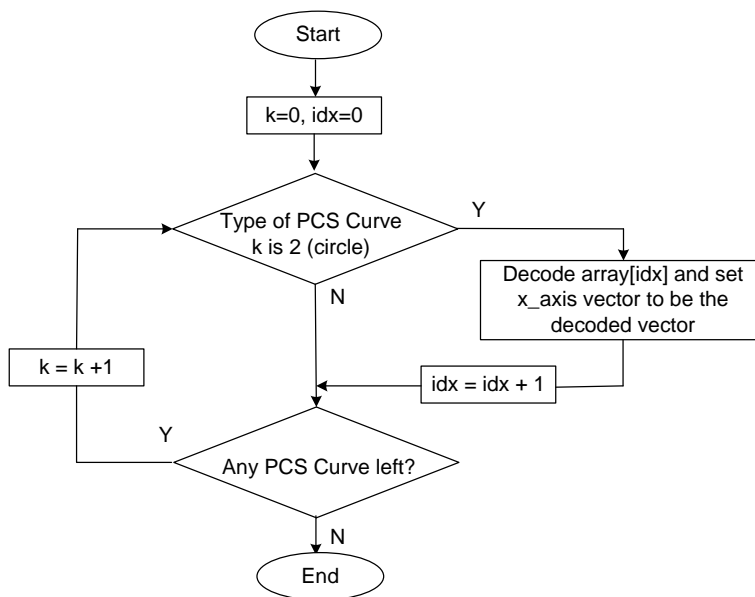 Start
k=0, idx=0
Type of PCS Curve
k is 2 (circle)
Y
Decode array[idx] and set
x_axis vector to be the
decoded vector
N
k = k +1
idx = idx + 1
Y
Any PCS Curve left?
N
End